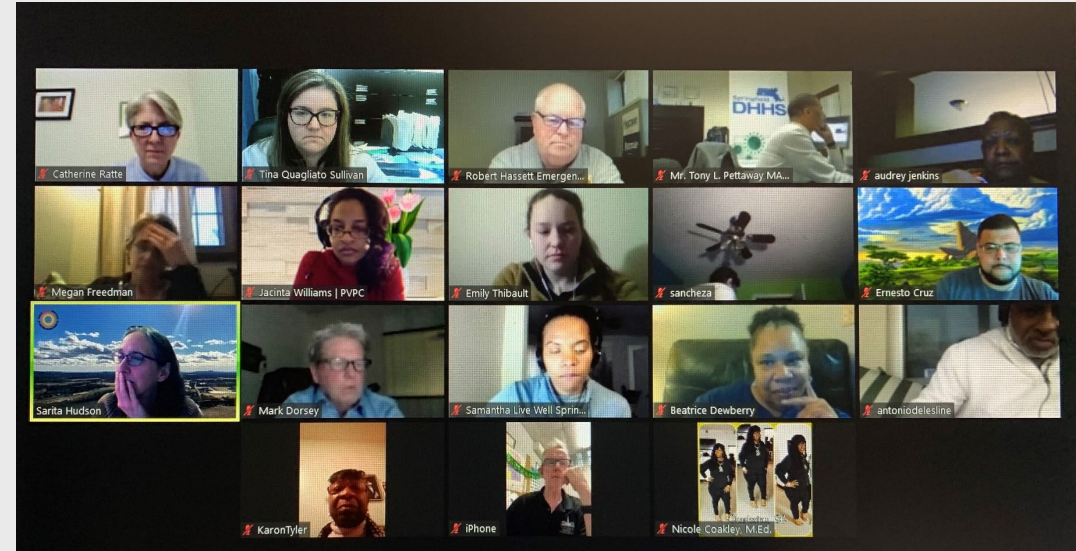 Catherine Ratte
Tina Quagliato Sullivan
Robert Hassett Emergen...
Springfield
DHHS
Mr. Tony L. Pettaway MA...
audrey jenkins
Megan Freedman
Jacinta Williams | PVPC
Emily Thibault
sancheza
Ernesto Cruz
Sarita Hudson
Mark Dorsey
Samantha Live Well Sprin...
Beatrice Dewberry
antoniodelesline
KaronTyler
iPhone
Nicole Coakley, M.Ed.